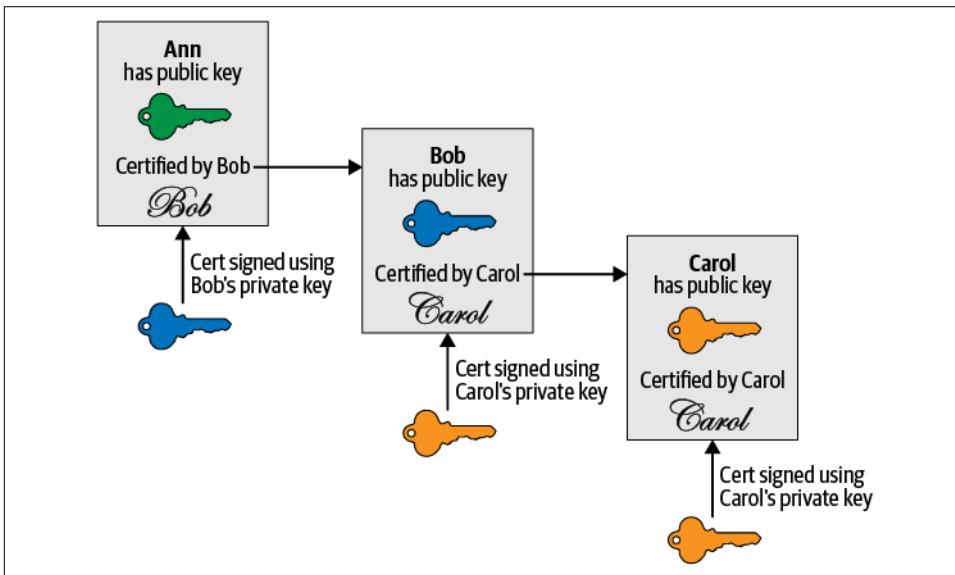 Ann
has public key
Certified by Bob
Bob
Cert signed using
Bob's private key
Bob
has public key
Certified by Carol
Carol
Cert signed using
Carol's private key
Carol
has public key
Certified by Carol
Carol
Cert signed using
Carol's private key